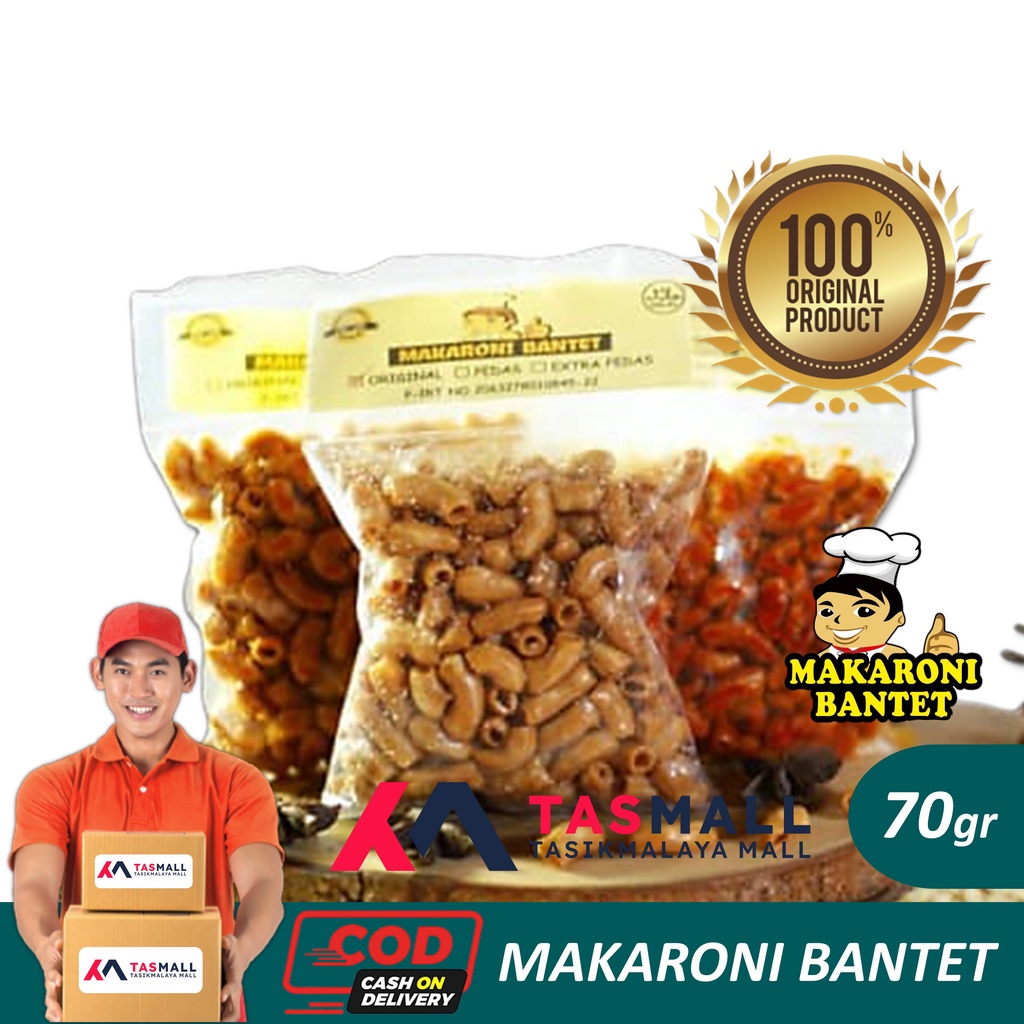 100%
ORIGINAL
PRODUCT
MAKARONI BANTET
ORIGINAL PEDAS EXTRA PEDAS
MAKARONI
BANTET
70gr
TASMALL
TASIKMALAYA MALL
TASMALL
TASIKMALAYA MALL
TASMALL
TASIKMALAYA MALL
COD
CASH ON
DELIVERY
MAKARONI BANTET